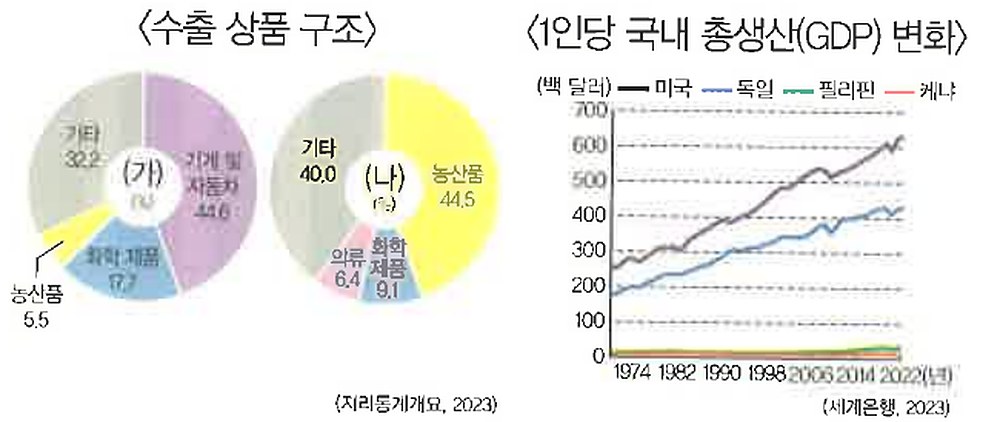 〈수출 상품 구조〉
기타
32.2
(가)
(%)
기계 및
자동차
44.6
화학 제품
17.7
농산품
5.5
기타
40.0
(나)
(%)
농산품
44.5
의류
6.4
화학
제품
9.1
(지리통계개요, 2023)
〈1인당 국내 총생산(GDP) 변화〉
(백 달러) 미국 독일 필리핀 케냐
700
600
500
400
300
200
100
0
1974 1982 1990 1998 2006 2014 2022(년)
(세계은행, 2023)